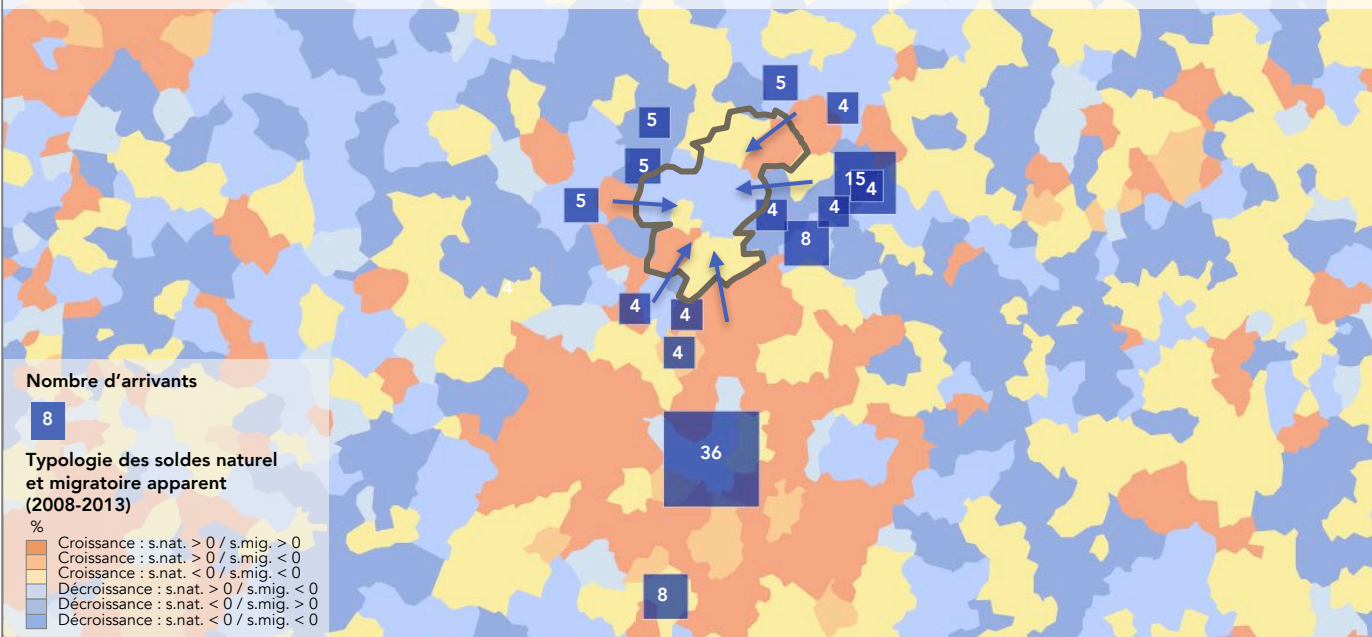 5
4
5
5
15
4
5
4
4
8
4
4
4
4
36
8
Nombre d'arrivants
8
Typologie des soldes naturel
et migratoire apparent
(2008-2013)
%
Croissance : s.nat. > 0 / s.mig. > 0
Croissance : s.nat. > 0 / s.mig. < 0
Croissance : s.nat. < 0 / s.mig. < 0
Décroissance : s.nat. > 0 / s.mig. < 0
Décroissance : s.nat. < 0 / s.mig. > 0
Décroissance : s.nat. < 0 / s.mig. < 0